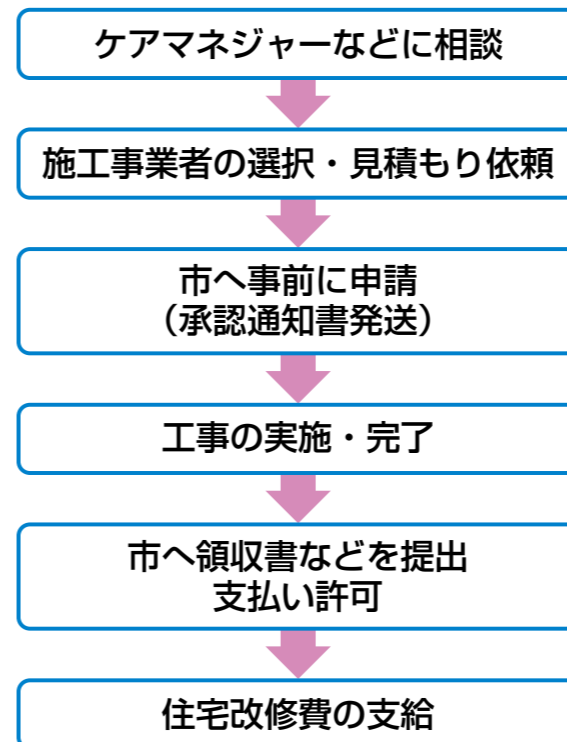 ケアマネジャーなどに相談
施工事業者の選択・見積もり依頼
市へ事前に申請
（承認通知書発送）
工事の実施・完了
市へ領収書などを提出
支払い許可
住宅改修費の支給